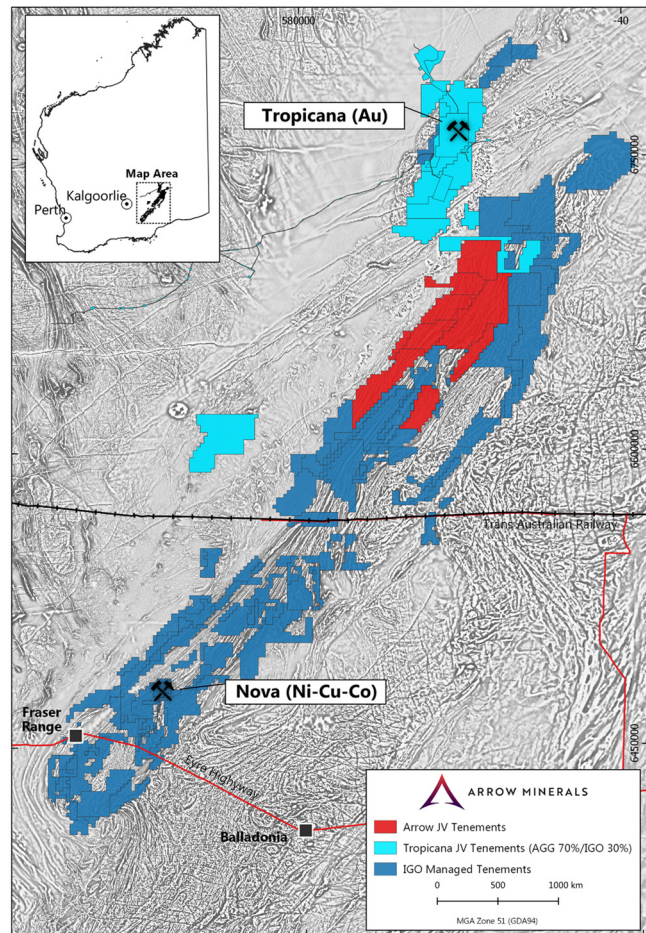 580000
-40
Tropicana (Au)
6750000
Map Area
Kalgoorlie
Perth
6600000
Trans Australian Railway
Nova (Ni-Cu-Co)
Fraser
Range
6450000
Eyre Highway
Balladonia
ARROW MINERALS
Arrow JV Tenements
Tropicana JV Tenements (AGG 70%/IGO 30%)
IGO Managed Tenements
0 500 1000 km
MGA Zone 51 (GDA94)